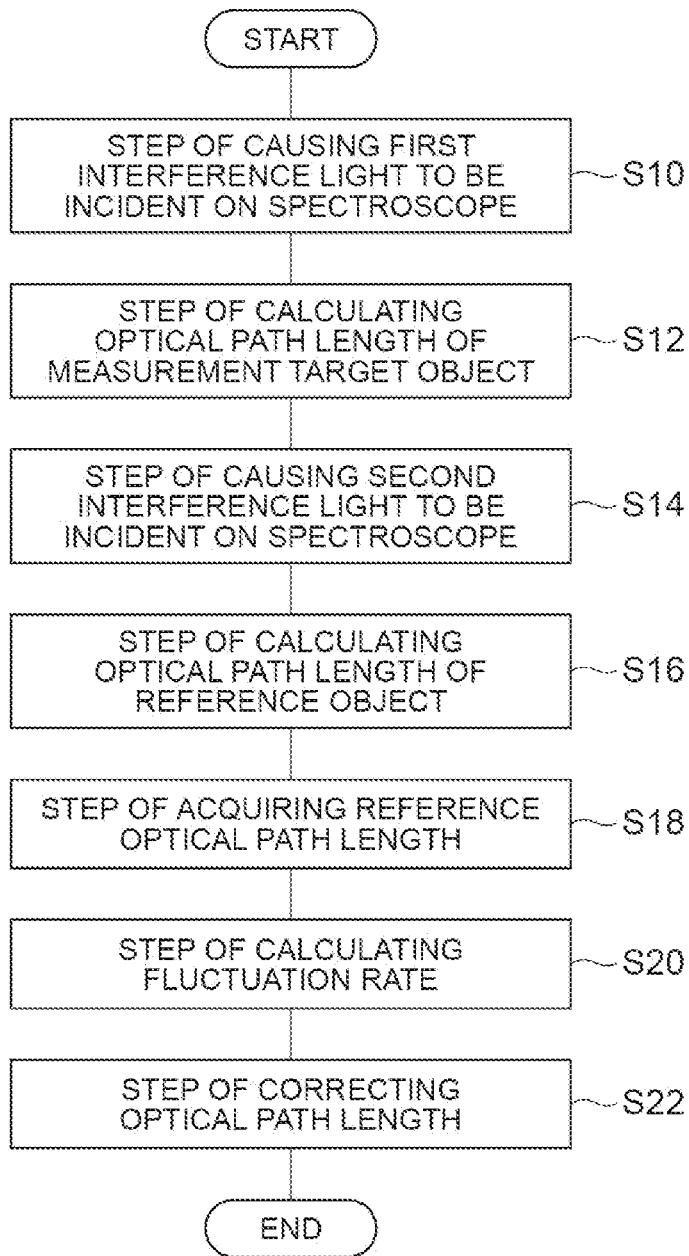 START
STEP OF CAUSING FIRST
INTERFERENCE LIGHT TO BE
INCIDENT ON SPECTROSCOPE
S10
STEP OF CALCULATING
OPTICAL PATH LENGTH OF
MEASUREMENT TARGET OBJECT
S12
STEP OF CAUSING SECOND
INTERFERENCE LIGHT TO BE
INCIDENT ON SPECTROSCOPE
S14
STEP OF CALCULATING
OPTICAL PATH LENGTH OF
REFERENCE OBJECT
S16
STEP OF ACQUIRING REFERENCE
OPTICAL PATH LENGTH
S18
STEP OF CALCULATING
FLUCTUATION RATE
S20
STEP OF CORRECTING
OPTICAL PATH LENGTH
S22
END